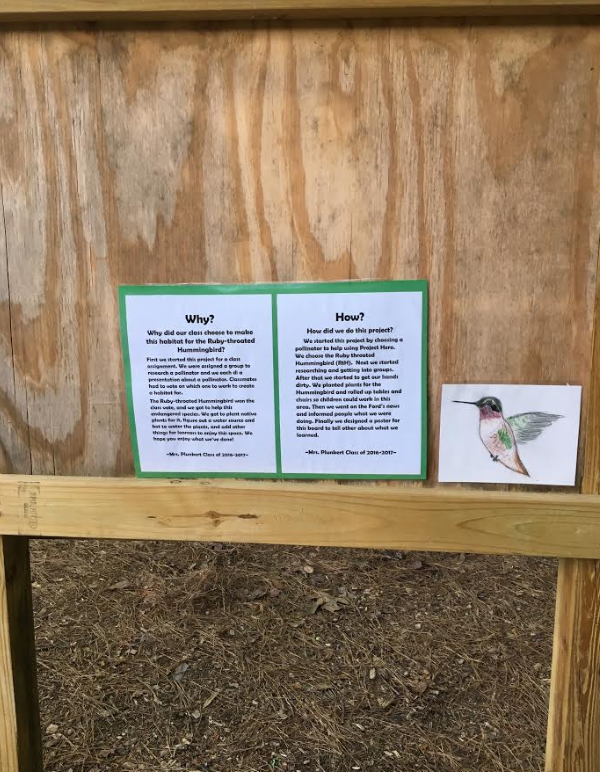 Why?
Why did our class choose to make
this habitat for the Ruby-throated
Hummingbird?
First we started this project for a class
assignment. We were assigned a group to
research a pollinator and we each did a
presentation about a pollinator. Classmates
had to vote on which one to work to create
a habitat for.
The Ruby-throated Hummingbird won the
class vote, and we got to help this
endangered species. We got to plant native
plants for it, figure out a water source and
how to water the plants, and add other
things for learners to enjoy this space. We
hope you enjoy what we've done!
~Mrs. Plunkert Class of 2016-2017~
How?
How did we do this project?
We started this project by choosing a
pollinator to help using Project Hero.
We choose the Ruby throated
Hummingbird (RtH). Next we started
researching and getting into groups.
After that we started to get our hands
dirty. We planted plants for the
Hummingbird and rolled up tables and
chairs so children could work in this
area. Then we went on the Ford's news
and informed people what we were
doing. Finally we designed a poster for
this board to tell other about what we
learned.
~Mrs. Plunkert Class of 2016-2017~